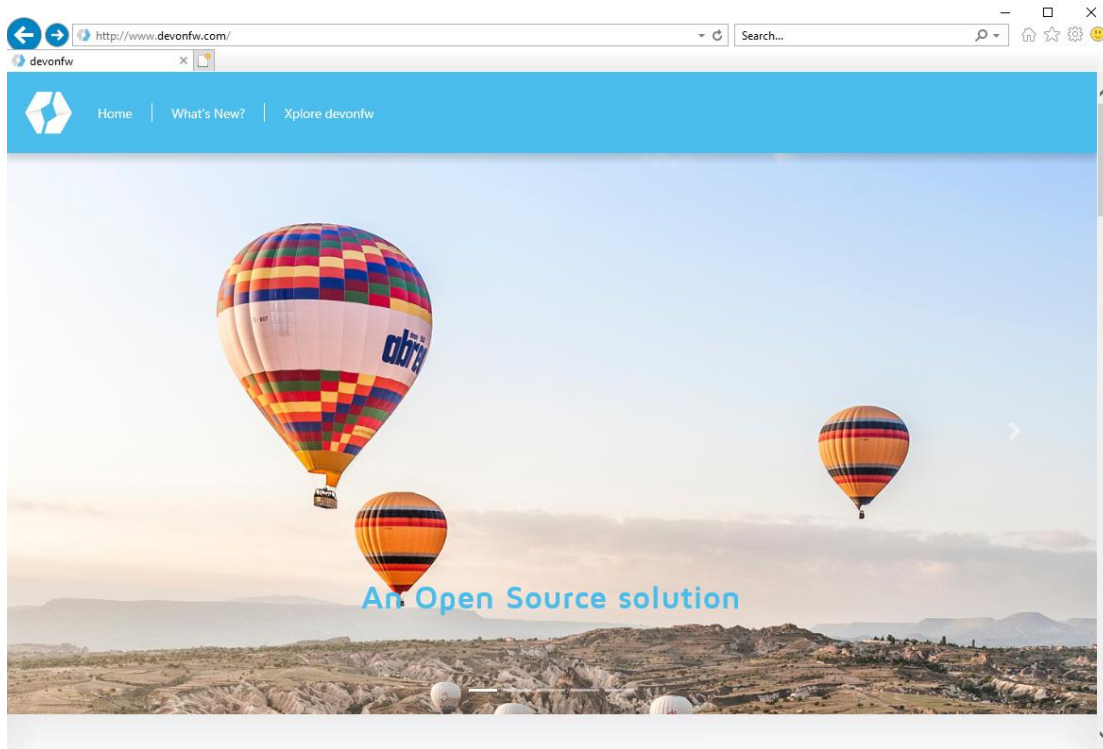 http://www.devonfw.com/
Search...
devonfw
Home
What's New?
Xplore devonfw
An Open Source solution